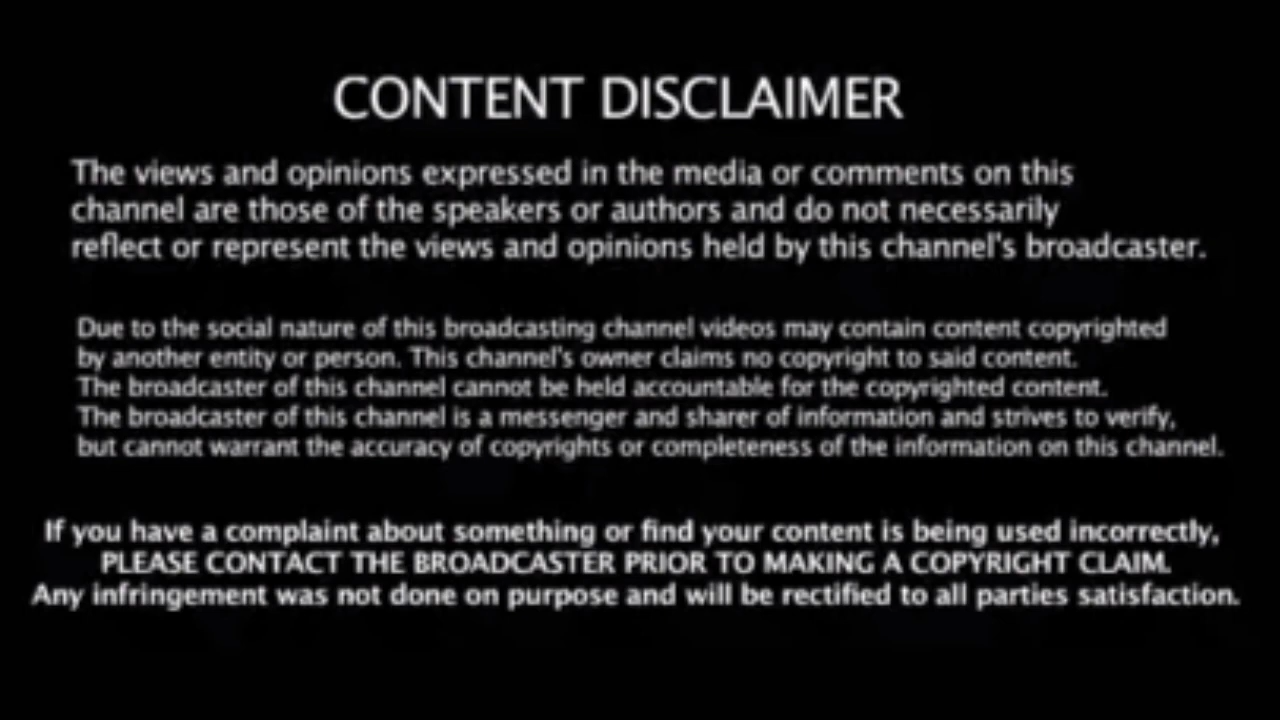 CONTENT DISCLAIMER
The views and opinions expressed in the media or comments on this
channel are those of the speakers or authors and do not necessarily
reflect or represent the views and opinions held by this channel's broadcaster.
Due to the social nature of this broadcasting channel videos may contain content copyrighted
by another entity or person. This channel's owner claims no copyright to said content.
The broadcaster of this channel cannot be held accountable for the copyrighted content.
The broadcaster of this channel is a messenger and sharer of information and strives to verify,
but cannot warrant the accuracy of copyrights or completeness of the information on this channel.
If you have a complaint about something or find your content is being used incorrectly,
PLEASE CONTACT THE BROADCASTER PRIOR TO MAKING A COPYRIGHT CLAIM.
Any infringement was not done on purpose and will be rectified to all parties satisfaction.